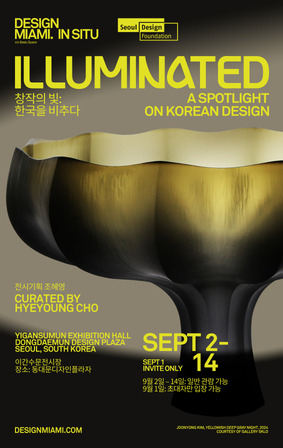 DESIGN
MIAMI. IN SITU
Seoul Design
Foundation
ILLUMINATED
창작의 빛:
한국을 비추다
A SPOTLIGHT
ON KOREAN DESIGN
전시기획 조혜영
CURATED BY
HYEYOUNG CHO
YIGANSUMUN EXHIBITION HALL
DONGDAEMUN DESIGN PLAZA
SEOUL, SOUTH KOREA
이간수문전시장
장소: 동대문디자인플라자
SEPT 2–
14
SEPT 1
INVITE ONLY
9월 2일 – 14일: 일반 관람 가능
9월 1일: 초대자만 입장 가능
DESIGNMIAMI.COM
JOONYONG KIM, YELLOWISH DEEP GRAY NIGHT, 2024
COURTESY OF GALLERY SKLO